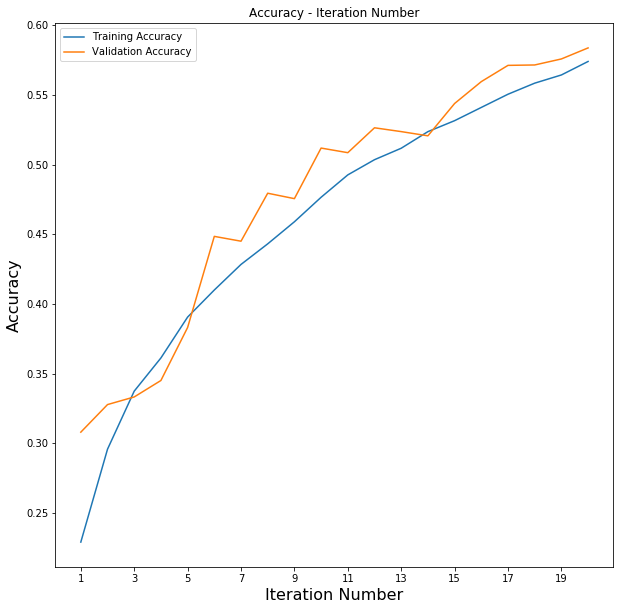 Accuracy - Iteration Number
Training Accuracy
Validation Accuracy
0.60
0.55
0.50
0.45
0.40
0.35
0.30
0.25
Accuracy
1 3 5 7 9 11 13 15 17 19
Iteration Number